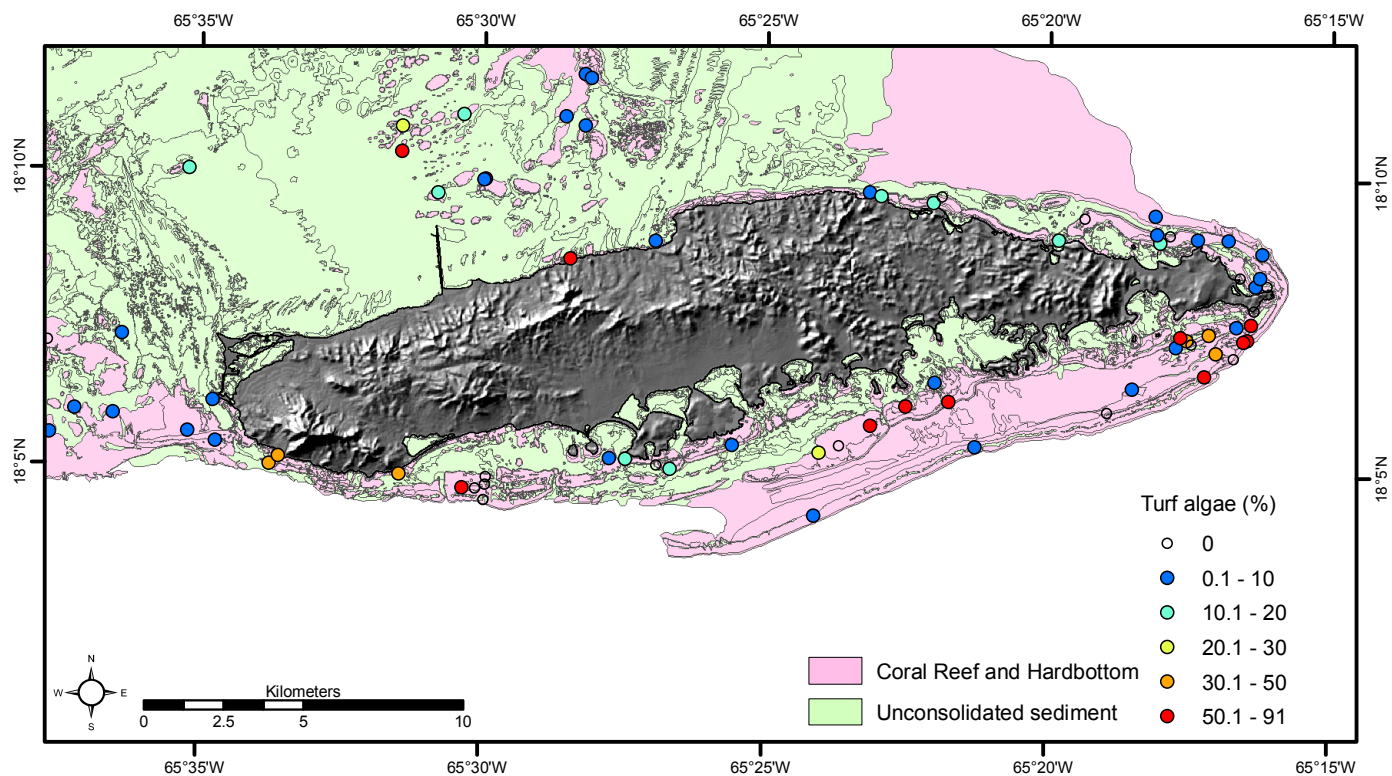 65°35'W 65°30'W 65°25'W 65°20'W 65°15'W
18°10'N
18°10'N
18°5'N
18°5'N
Turf algae (%)
0
0.1 - 10
10.1 - 20
20.1 - 30
30.1 - 50
50.1 - 91
Coral Reef and Hardbottom
Unconsolidated sediment
N
W E
S
Kilometers
0 2.5 5 10
65°35'W 65°30'W 65°25'W 65°20'W 65°15'W